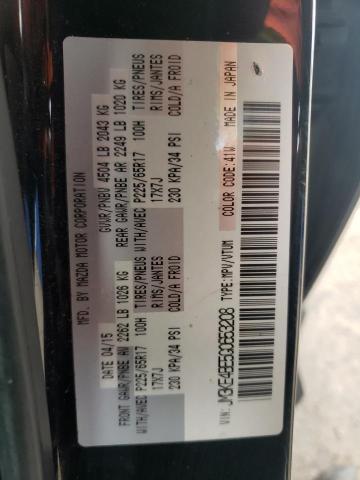 MFD. BY MAZDA MOTOR CORPORATION
DATE 04/15 GVWR/PNBV 4504 LB 2043 KG
FRONT GAWR/PNBE AV 2262 LB 1026 KG REAR GAWR/PNBE AR 2249 LB 1020 KG
WITH/AVEC P225/65R17 100H TIRES/PNEUS WITH/AVEC P225/65R17 100H TIRES/PNEUS
17X7J RIMS/JANTES 17X7J RIMS/JANTES
230 KPA/34 PSI COLD/A FROID 230 KPA/34 PSI COLD/A FROID
COLOR CODE:41W MADE IN JAPAN
TYPE:MPV/VTUM
VIN: